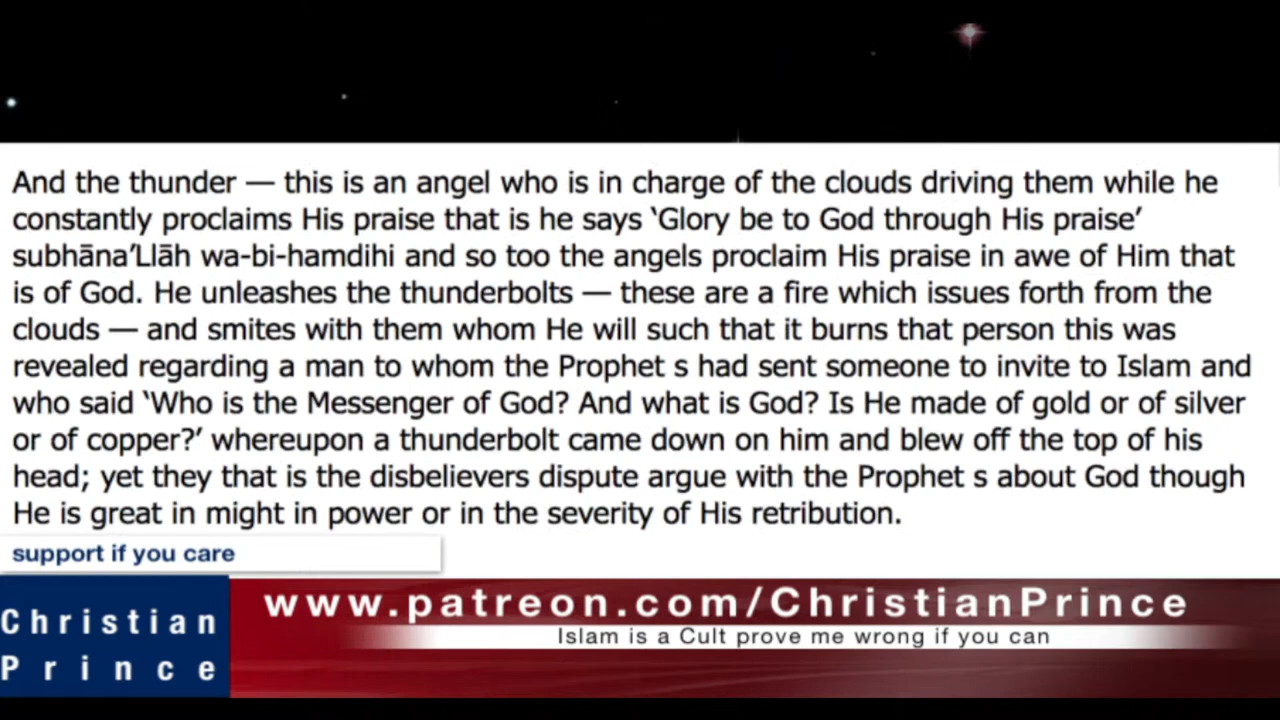 And the thunder — this is an angel who is in charge of the clouds driving them while he
constantly proclaims His praise that is he says ‘Glory be to God through His praise’
subhāna’Llāh wa-bi-hamdihi and so too the angels proclaim His praise in awe of Him that
is of God. He unleashes the thunderbolts — these are a fire which issues forth from the
clouds — and smites with them whom He will such that it burns that person this was
revealed regarding a man to whom the Prophet s had sent someone to invite to Islam and
who said ‘Who is the Messenger of God? And what is God? Is He made of gold or of silver
or of copper?’ whereupon a thunderbolt came down on him and blew off the top of his
head; yet they that is the disbelievers dispute argue with the Prophet s about God though
He is great in might in power or in the severity of His retribution.
support if you care
Christian
Prince
www.patreon.com/ChristianPrince
Islam is a Cult prove me wrong if you can